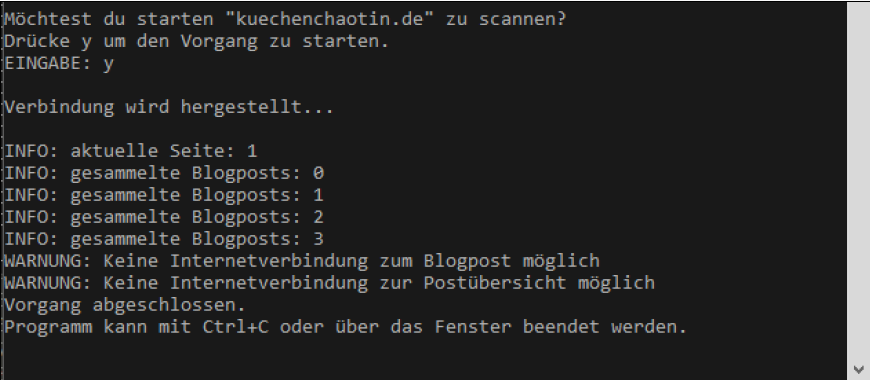 Möchtest du starten "kuechenchaotin.de" zu scannen?
Drücke y um den Vorgang zu starten.
EINGABE: y
Verbindung wird hergestellt...
INFO: aktuelle Seite: 1
INFO: gesammelte Blogposts: 0
INFO: gesammelte Blogposts: 1
INFO: gesammelte Blogposts: 2
INFO: gesammelte Blogposts: 3
WARNUNG: Keine Internetverbindung zum Blogpost möglich
WARNUNG: Keine Internetverbindung zur Postübersicht möglich
Vorgang abgeschlossen.
Programm kann mit Ctrl+C oder über das Fenster beendet werden.